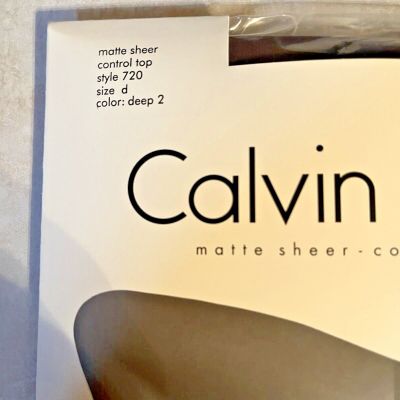 matte sheer
control top
style 720
size d
color: deep 2
Calvin
matte sheer-co